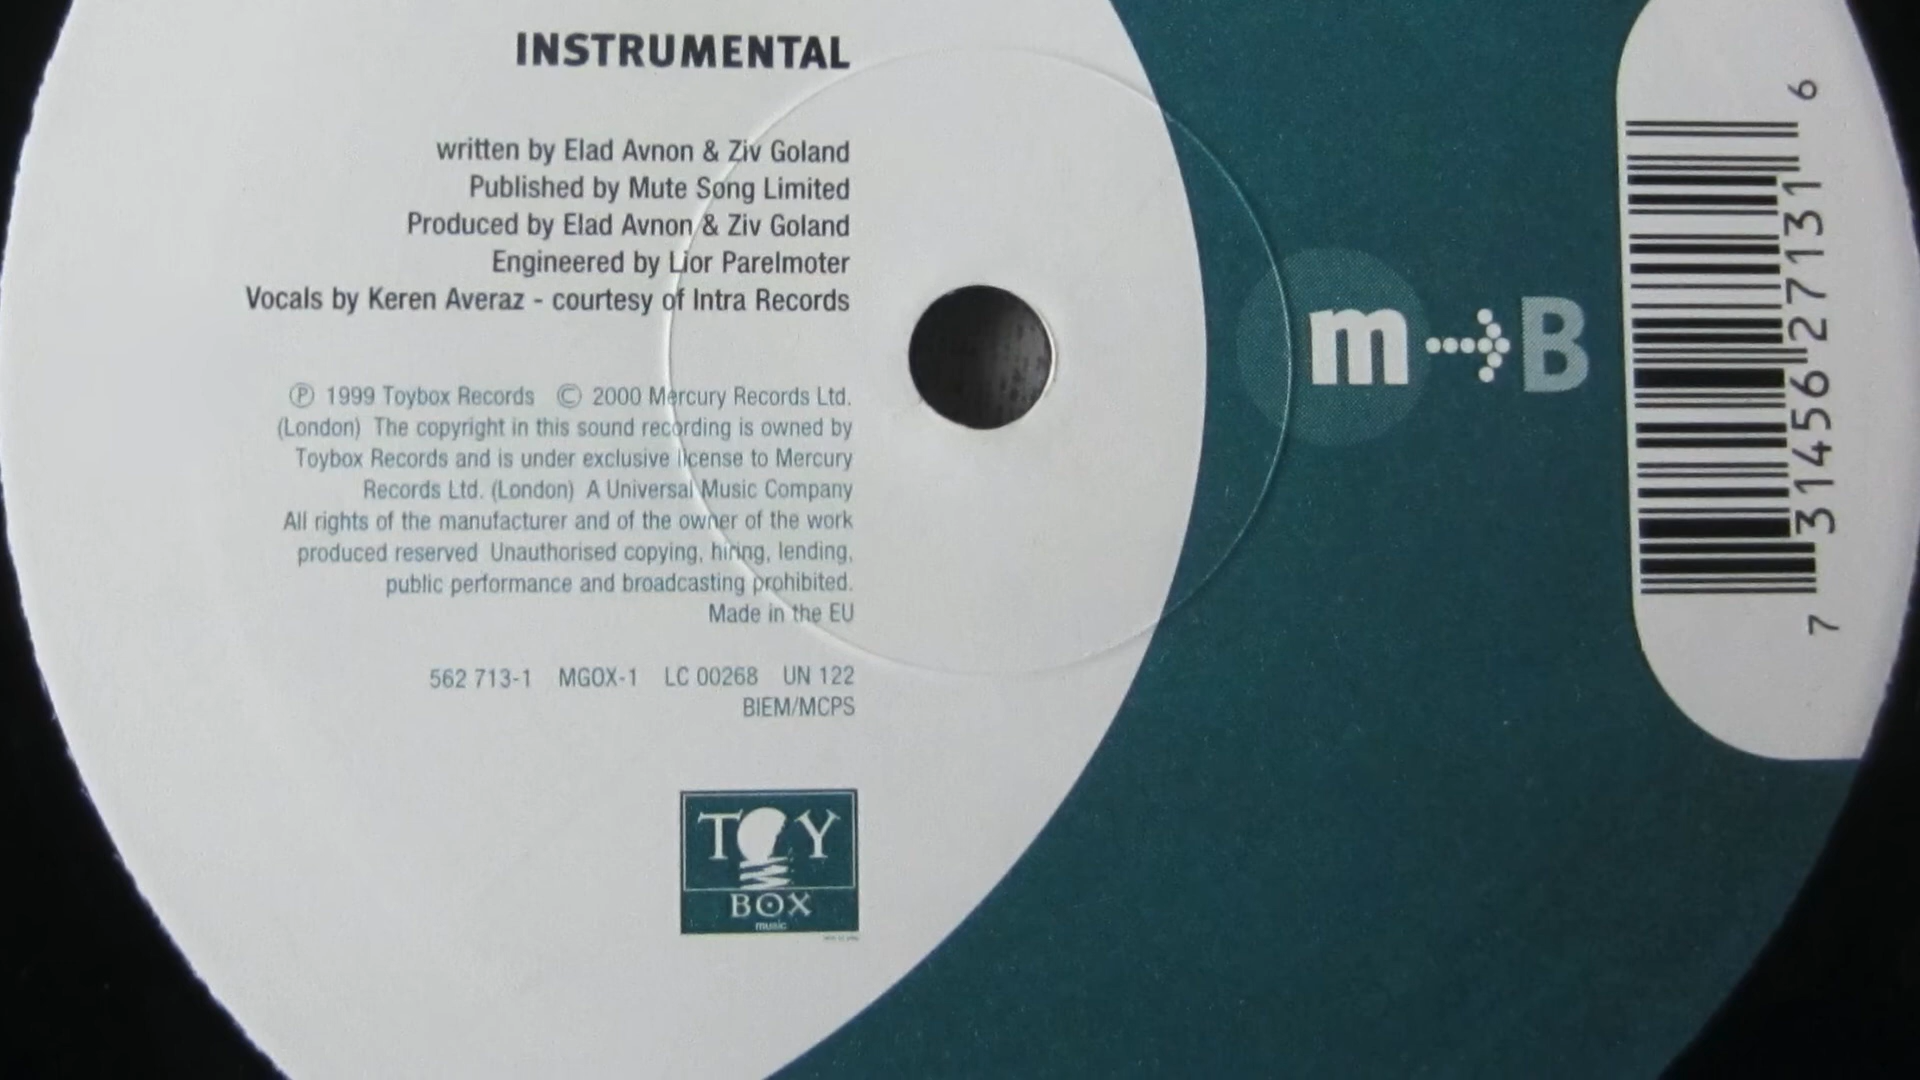 INSTRUMENTAL
written by Elad Avnon & Ziv Goland
Published by Mute Song Limited
Produced by Elad Avnon & Ziv Goland
Engineered by Lior Parelmoter
Vocals by Keren Averaz - courtesy of Intra Records
℗ 1999 Toybox Records © 2000 Mercury Records Ltd.
(London) The copyright in this sound recording is owned by
Toybox Records and is under exclusive license to Mercury
Records Ltd. (London) A Universal Music Company
All rights of the manufacturer and of the owner of the work
produced reserved Unauthorised copying, hiring, lending,
public performance and broadcasting prohibited.
Made in the EU
562 713-1 MGOX-1 LC 00268 UN 122
BIEM/MCPS
TOY
BOX
music
m B
7 31456 27131 6